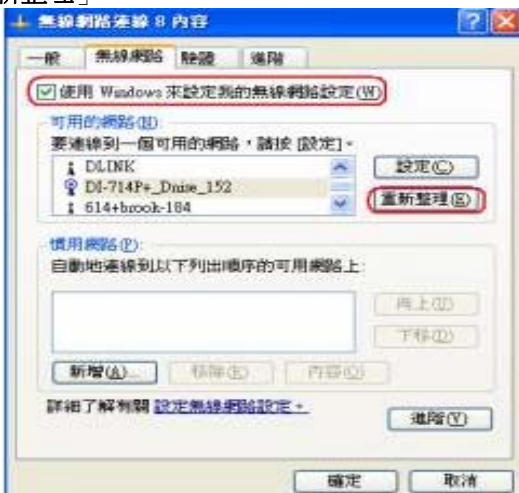 無線網路連線 8 內容
一般 無線網路 驗證 進階
使用 Windows 來設定我的無線網路設定(W)
可用的網路(N):
要連線到一個可用的網路，請按 [設定]。
DLINK
設定(C)
DI-714P+_Dnise_152
重新整理(E)
614+brook-184
慣用網路(P):
自動地連線到以下列出順序的可用網路上:
再上(U)
下移(D)
新增(A)... 移除(R) 內容(O)
詳細了解有關 設定無線網路設定。
進階(V)
確定 取消